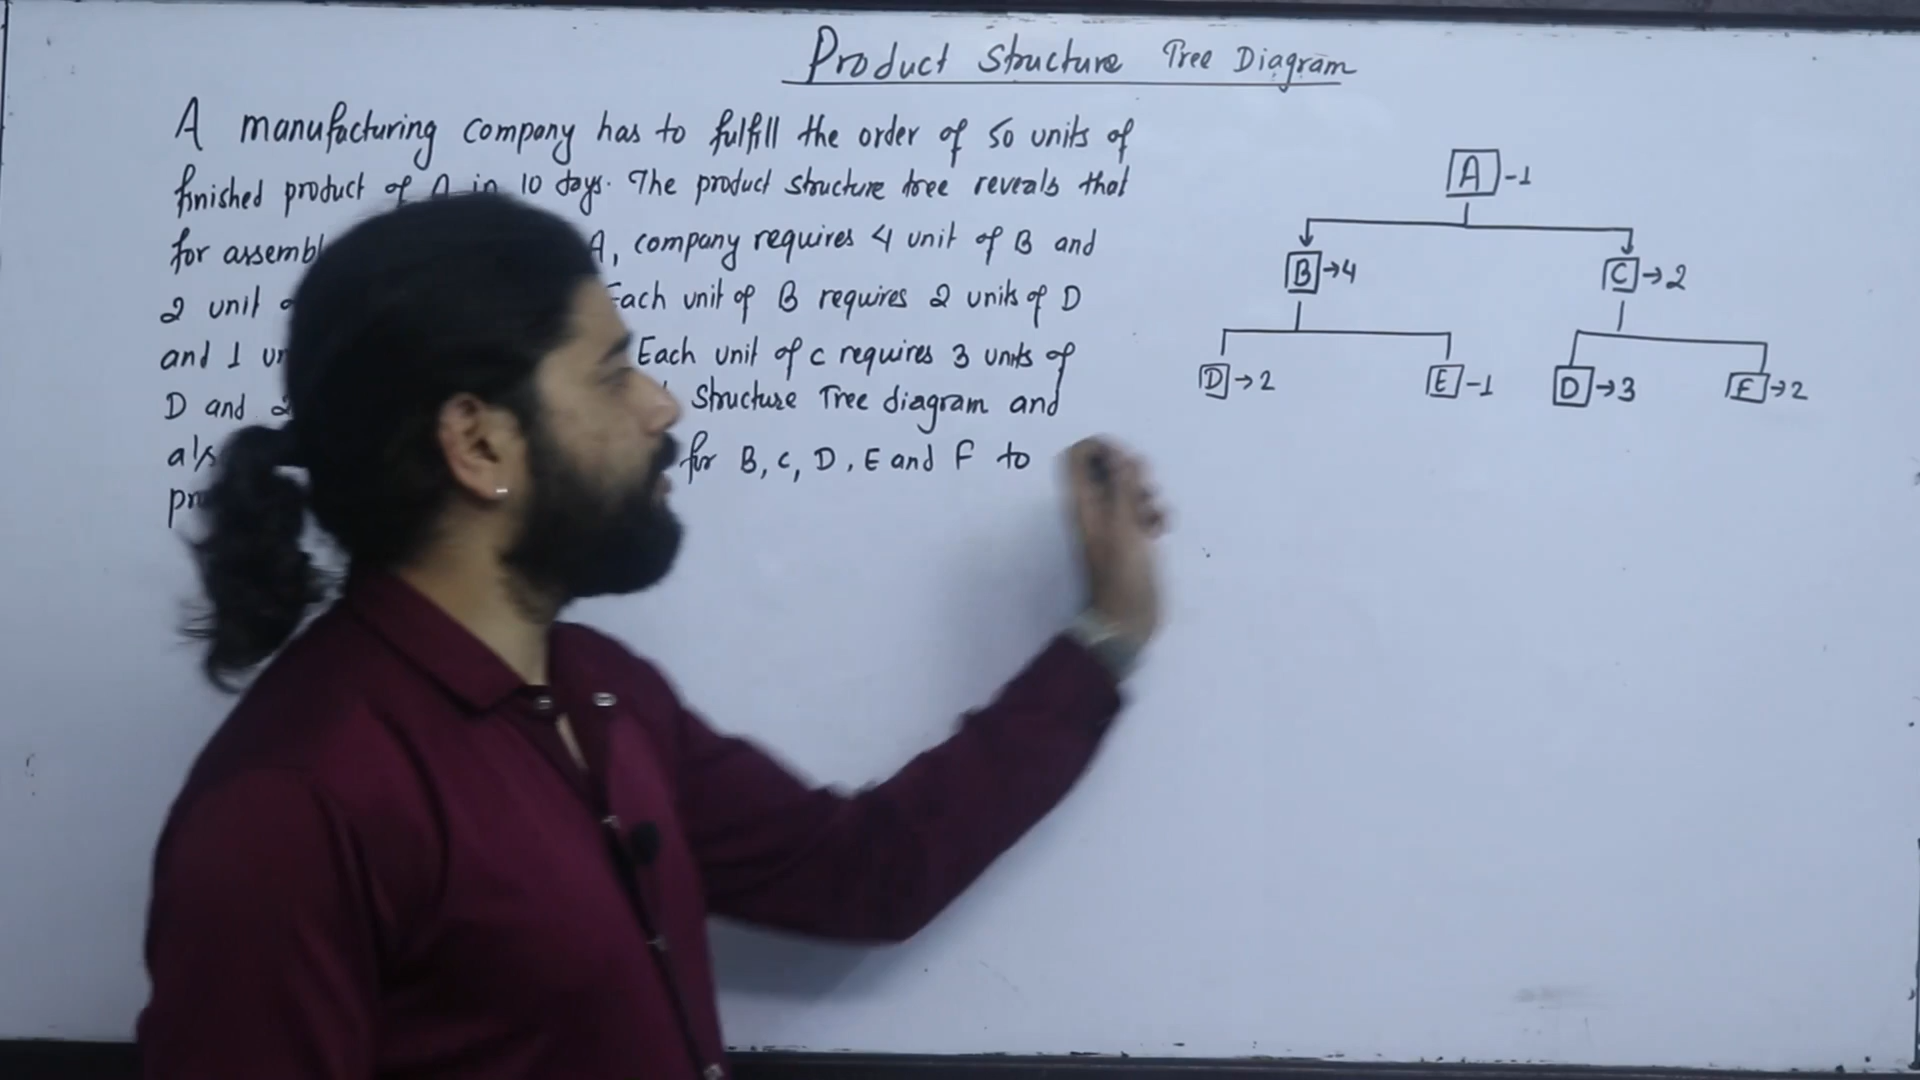 Product Structure Tree Diagram
A manufacturing company has to fulfill the order of 50 units of
finished product of A in 10 days. The product structure tree reveals that
for assembl A, company requires 4 unit of B and
2 unit Each unit of B requires 2 units of D
and 1 Each unit of c requires 3 units of
D and 2 Structure Tree diagram and
for B, C, D, E and F to
A -1
B →4 C →2
D →2 E -1 D →3 F →2